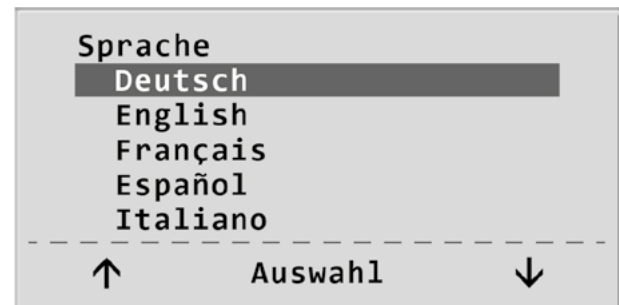 Sprache
Deutsch
English
Français
Español
Italiano
↑ Auswahl ↓